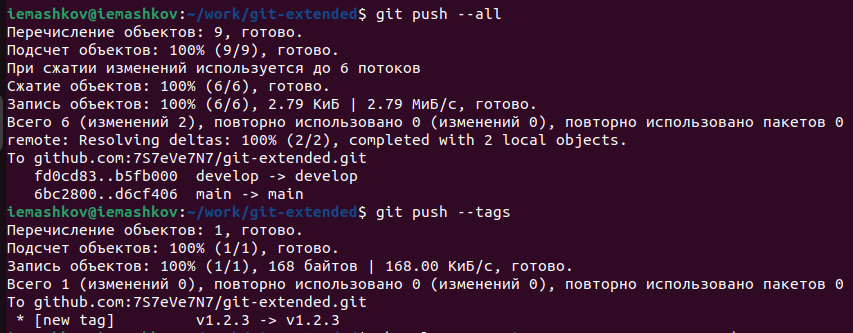 iemashkov@iemashkov:~/work/git-extended$ git push --all
Перечисление объектов: 9, готово.
Подсчет объектов: 100% (9/9), готово.
При сжатии изменений используется до 6 потоков
Сжатие объектов: 100% (6/6), готово.
Запись объектов: 100% (6/6), 2.79 КиБ | 2.79 МиБ/с, готово.
Всего 6 (изменений 2), повторно использовано 0 (изменений 0), повторно использовано пакетов 0
remote: Resolving deltas: 100% (2/2), completed with 2 local objects.
To github.com:7S7eVe7N7/git-extended.git
   fd0cd83..b5fb000  develop -> develop
   6bc2800..d6cf406  main -> main
iemashkov@iemashkov:~/work/git-extended$ git push --tags
Перечисление объектов: 1, готово.
Подсчет объектов: 100% (1/1), готово.
Запись объектов: 100% (1/1), 168 байтов | 168.00 КиБ/с, готово.
Всего 1 (изменений 0), повторно использовано 0 (изменений 0), повторно использовано пакетов 0
To github.com:7S7eVe7N7/git-extended.git
 * [new tag]         v1.2.3 -> v1.2.3